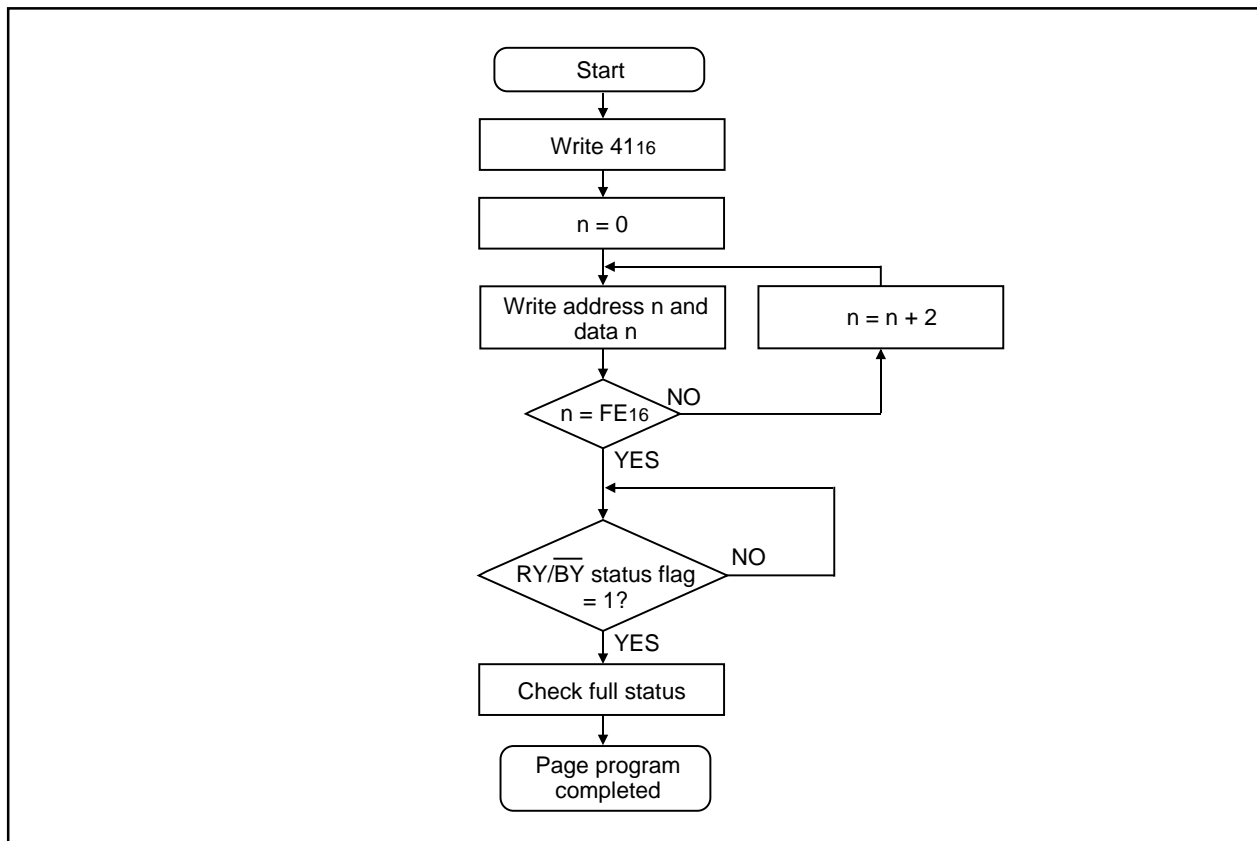 Start
Write 4116
n = 0
Write address n and
data n
n = n + 2
n = FE16
NO
YES
RY/BY status flag
= 1?
NO
YES
Check full status
Page program
completed